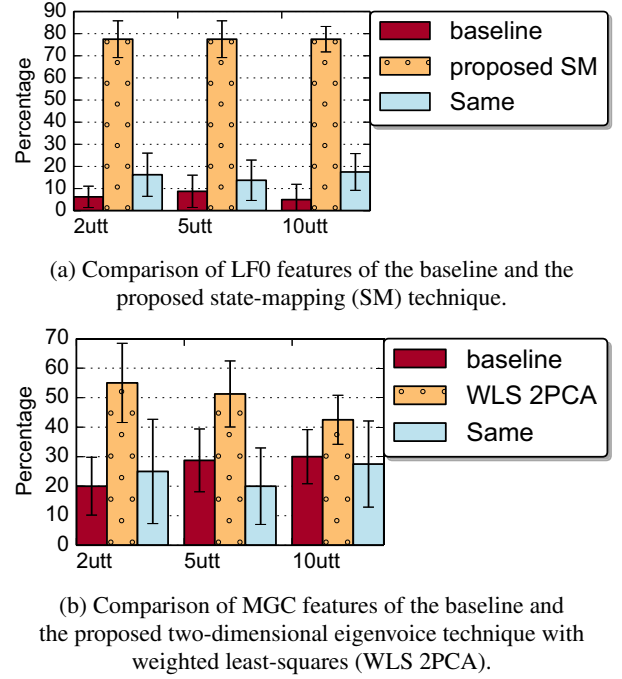 90
80
70
60
50
40
30
20
10
0
Percentage
2utt 5utt 10utt
baseline
proposed SM
Same
(a) Comparison of LF0 features of the baseline and the
proposed state-mapping (SM) technique.
70
60
50
40
30
20
10
0
Percentage
2utt 5utt 10utt
baseline
WLS 2PCA
Same
(b) Comparison of MGC features of the baseline and
the proposed two-dimensional eigenvoice technique with
weighted least-squares (WLS 2PCA).